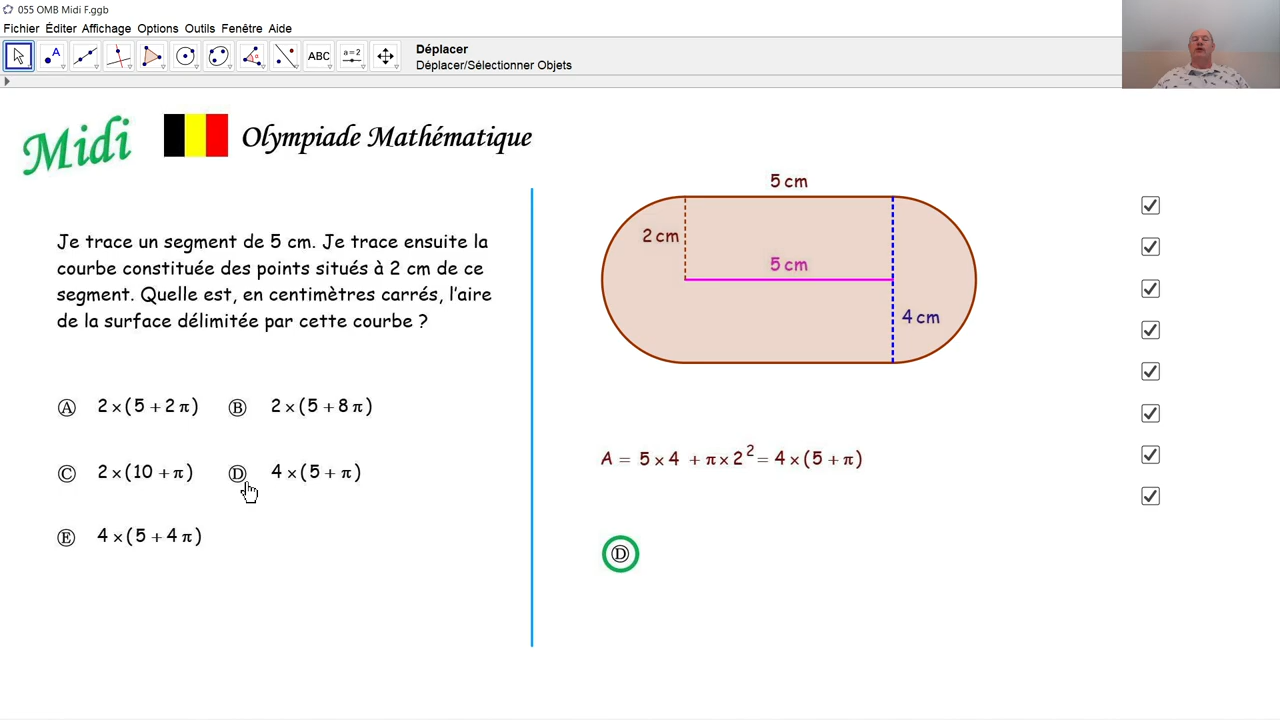 055 OMB Midi F.ggb
Fichier Éditer Affichage Options Outils Fenêtre Aide
A
ABC
a=2
Déplacer
Déplacer/Sélectionner Objets
Midi
Olympiade Mathématique
Je trace un segment de 5 cm. Je trace ensuite la
courbe constituée des points situés à 2 cm de ce
segment. Quelle est, en centimètres carrés, l'aire
de la surface délimitée par cette courbe ?
Ⓐ 2 × ( 5 + 2 π ) Ⓑ 2 × ( 5 + 8 π )
Ⓒ 2 × ( 10 + π ) Ⓓ 4 × ( 5 + π )
Ⓔ 4 × ( 5 + 4 π )
5 cm
2 cm
5 cm
4 cm
A = 5 × 4 + π × 2² = 4 × ( 5 + π )
Ⓓ